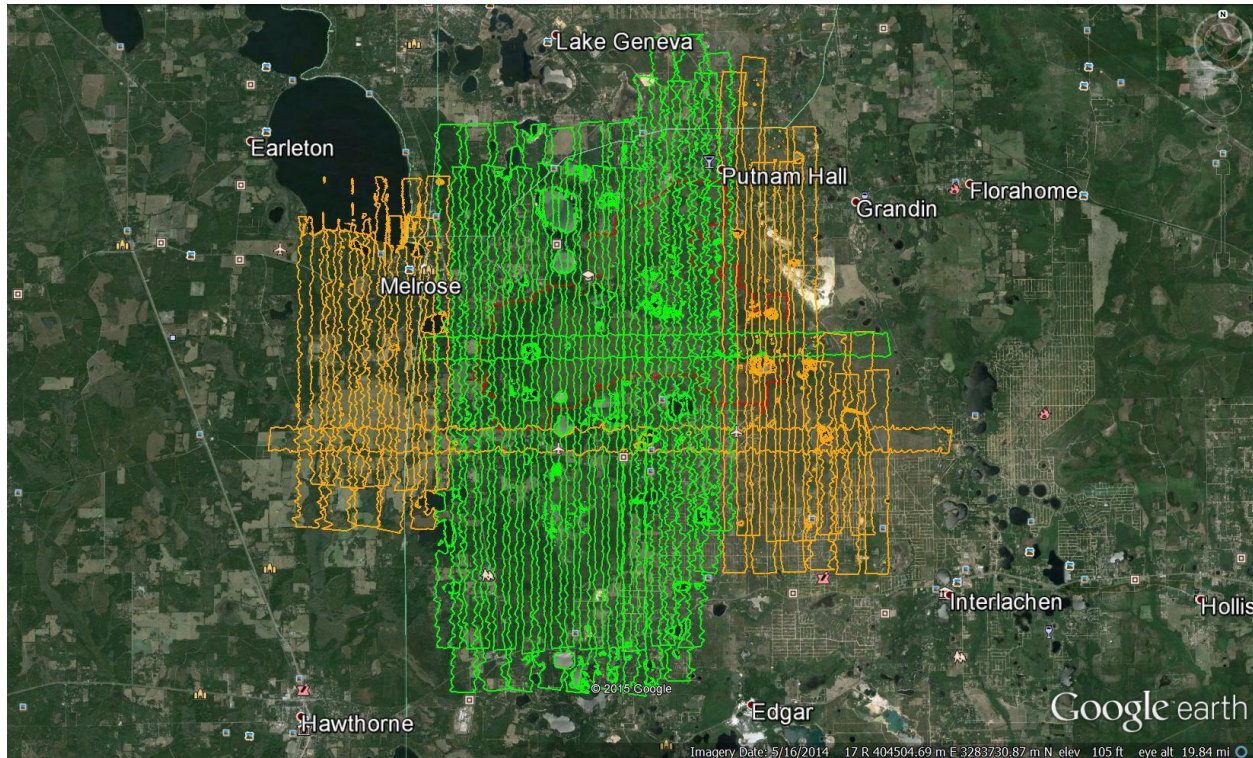 N
Lake Geneva
Earleton
Putnam Hall
Florahome
Grandin
Melrose
Interlachen
Hollis
© 2015 Google
Edgar
Google earth
Hawthorne
Imagery Date: 5/16/2014 17 R 404504.69 m E 3283730.87 m N elev 105 ft eye alt 19.84 mi